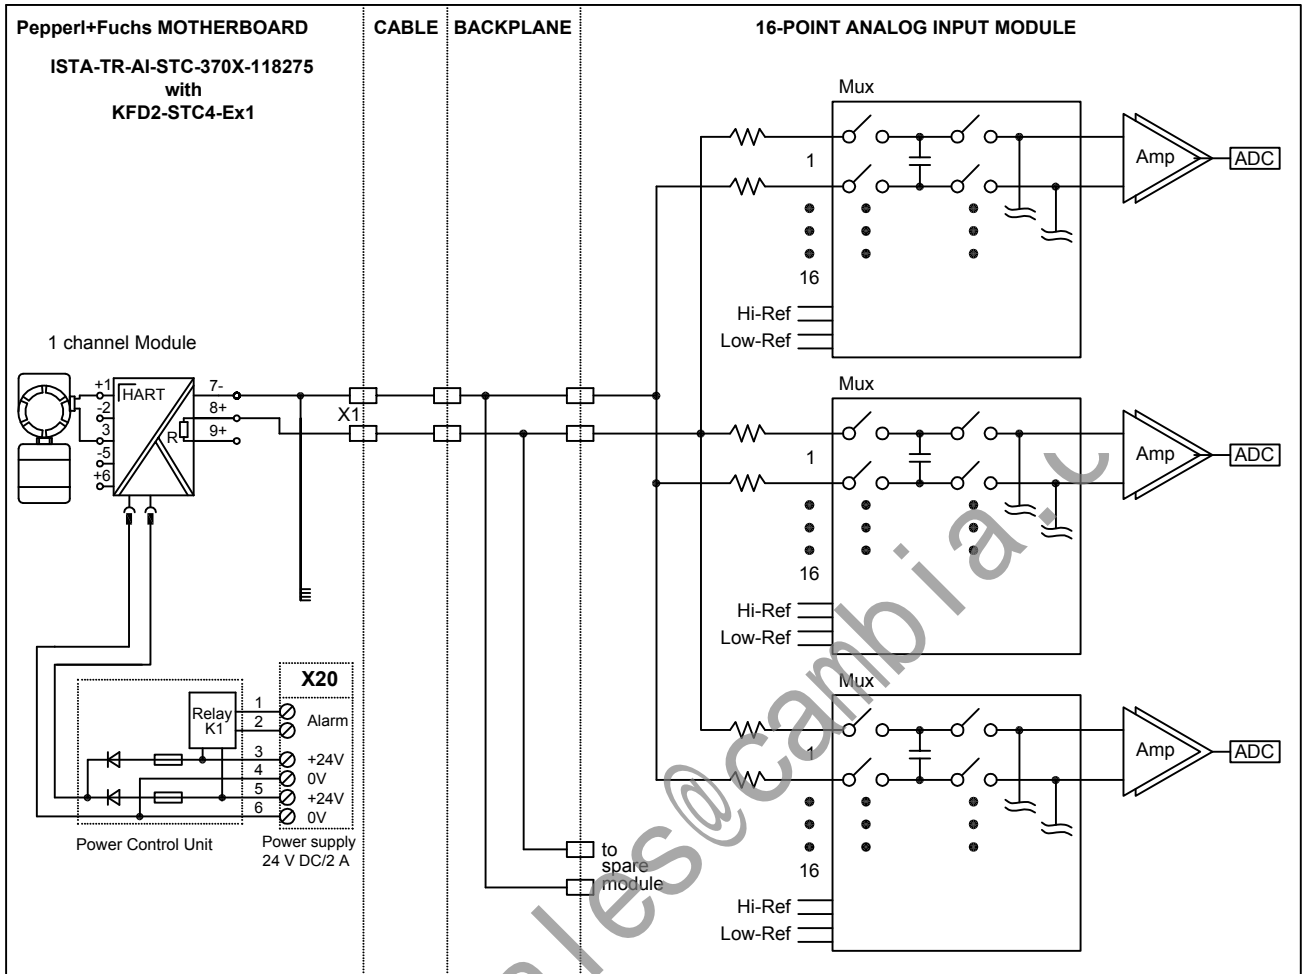 Pepperl+Fuchs MOTHERBOARD
CABLE
BACKPLANE
16-POINT ANALOG INPUT MODULE
ISTA-TR-AI-STC-370X-118275
with
KFD2-STC4-Ex1
Mux
1
16
Hi-Ref
Low-Ref
Amp
ADC
1 channel Module
+1
-2
3
-5
+6
HART
R
7-
8+
9+
X1
Mux
1
16
Hi-Ref
Low-Ref
Amp
ADC
X20
Relay
K1
1
2
3
4
5
6
Alarm
+24V
0V
+24V
0V
Power Control Unit
Power supply
24 V DC/2 A
to
spare
module
Mux
1
16
Hi-Ref
Low-Ref
Amp
ADC
ales@cambia.c